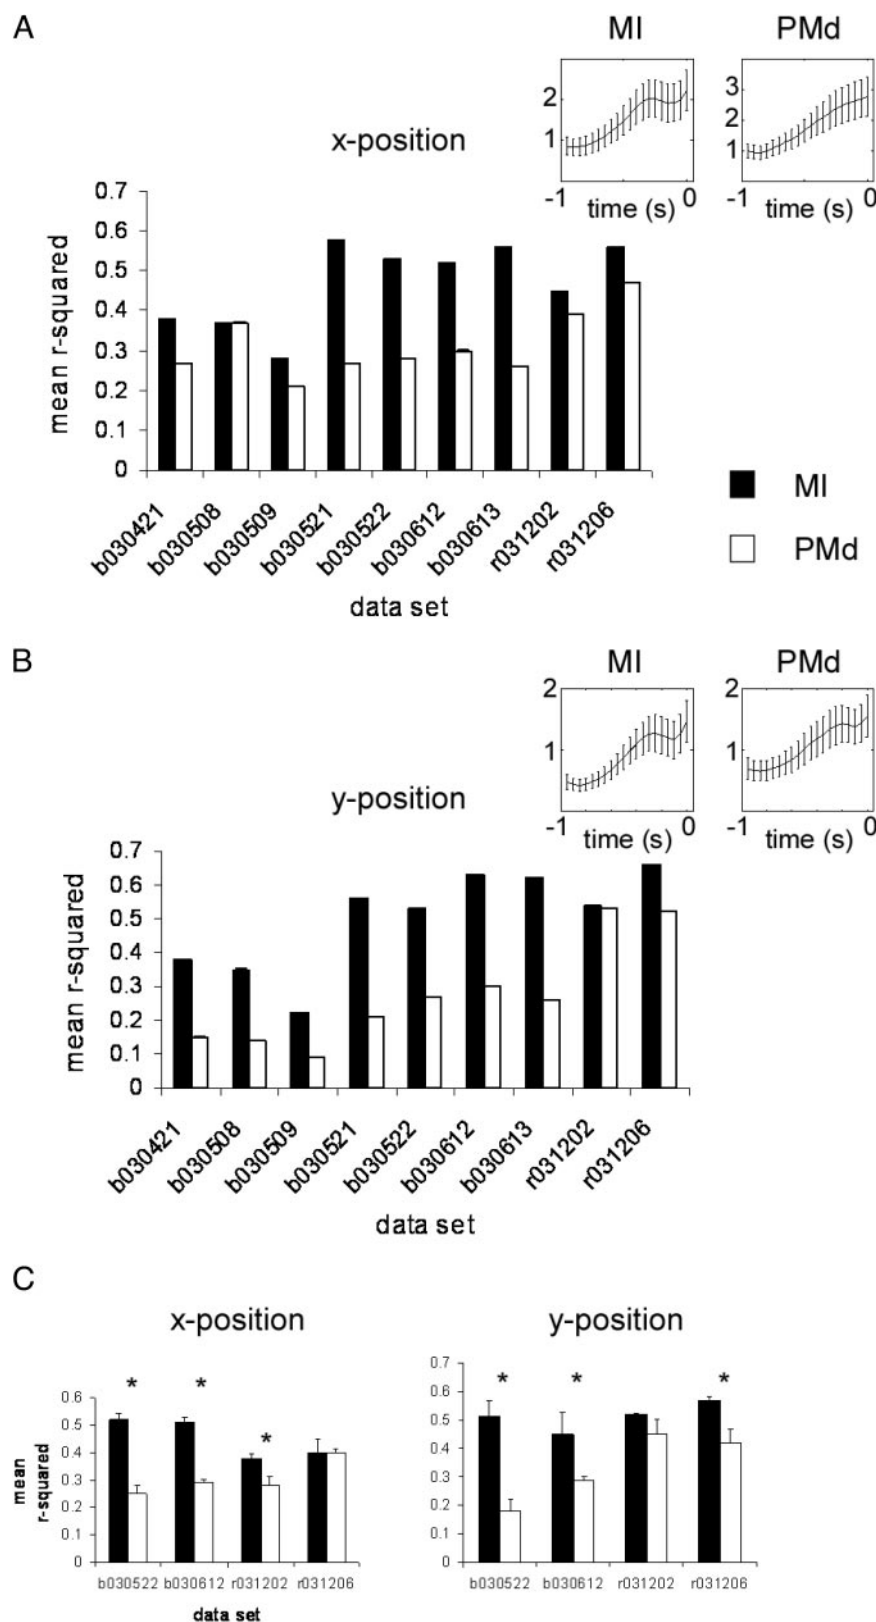 A
MI
PMd
2
1
3
2
1
-1
time (s)
0
-1
time (s)
0
x-position
mean r-squared
0.7
0.6
0.5
0.4
0.3
0.2
0.1
0
b030421
b030508
b030509
b030521
b030522
b030612
b030613
r031202
r031206
data set
MI
PMd
B
MI
PMd
2
1
2
1
-1
time (s)
0
-1
time (s)
0
y-position
mean r-squared
0.7
0.6
0.5
0.4
0.3
0.2
0.1
0
b030421
b030508
b030509
b030521
b030522
b030612
b030613
r031202
r031206
data set
C
x-position
mean
r-squared
0.6
0.5
0.4
0.3
0.2
0.1
0
*
*
*
b030522
b030612
r031202
r031206
data set
y-position
0.7
0.6
0.5
0.4
0.3
0.2
0.1
0
*
*
*
b030522
b030612
r031202
r031206